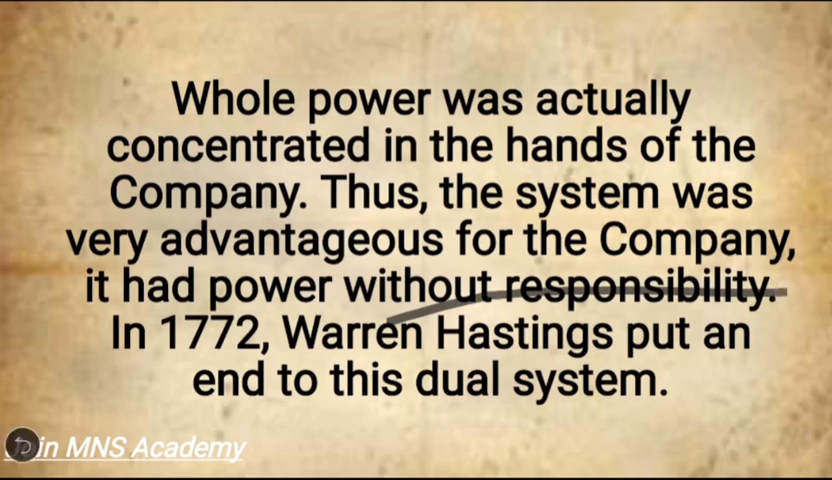 Whole power was actually
concentrated in the hands of the
Company. Thus, the system was
very advantageous for the Company,
it had power without responsibility.
In 1772, Warren Hastings put an
end to this dual system.
in MNS Academy